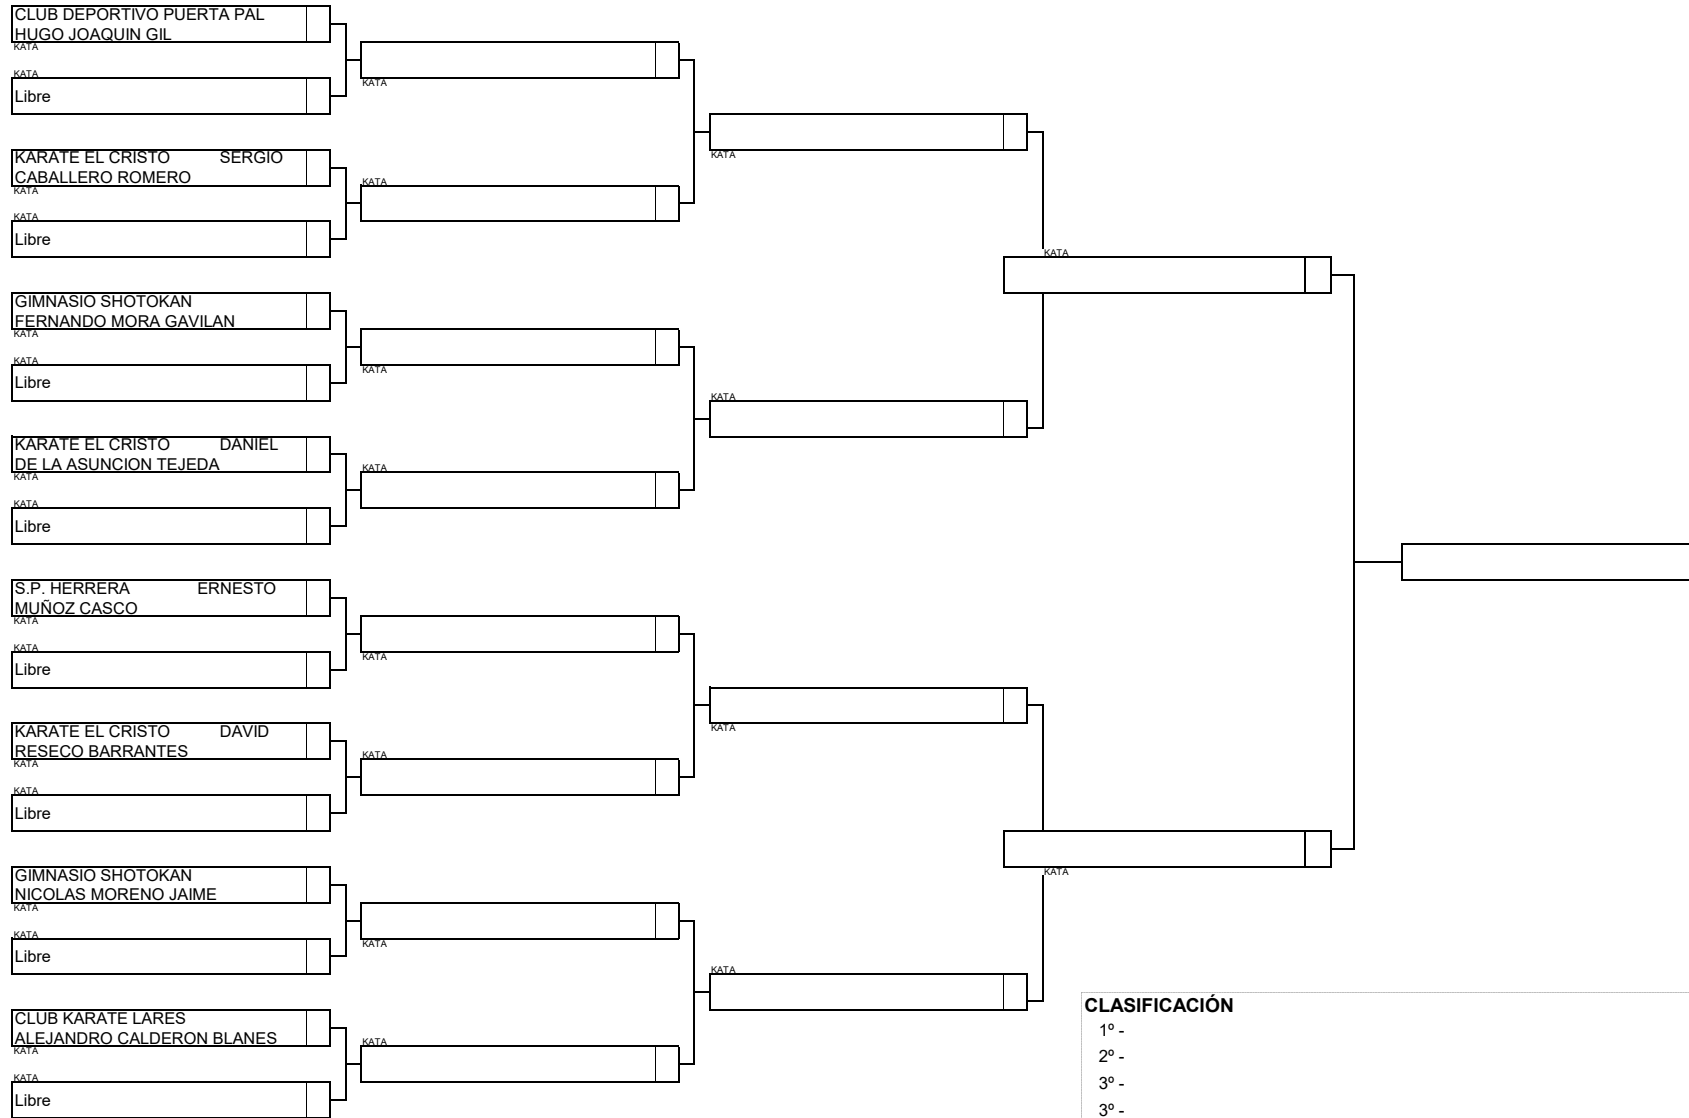 CLUB DEPORTIVO PUERTA PAL
HUGO JOAQUIN GIL
KATA
KATA
Libre
KARATE EL CRISTO SERGIO
CABALLERO ROMERO
KATA
KATA
Libre
GIMNASIO SHOTOKAN
FERNANDO MORA GAVILAN
KATA
KATA
Libre
KARATE EL CRISTO DANIEL
DE LA ASUNCION TEJEDA
KATA
KATA
Libre
S.P. HERRERA ERNESTO
MUÑOZ CASCO
KATA
KATA
Libre
KARATE EL CRISTO DAVID
RESECO BARRANTES
KATA
KATA
Libre
GIMNASIO SHOTOKAN
NICOLAS MORENO JAIME
KATA
KATA
Libre
CLUB KARATE LARES
ALEJANDRO CALDERON BLANES
KATA
KATA
Libre
KATA
KATA
KATA
KATA
KATA
KATA
KATA
KATA
KATA
KATA
KATA
KATA
KATA
KATA
CLASIFICACIÓN
1º -
2º -
3º -
3º -